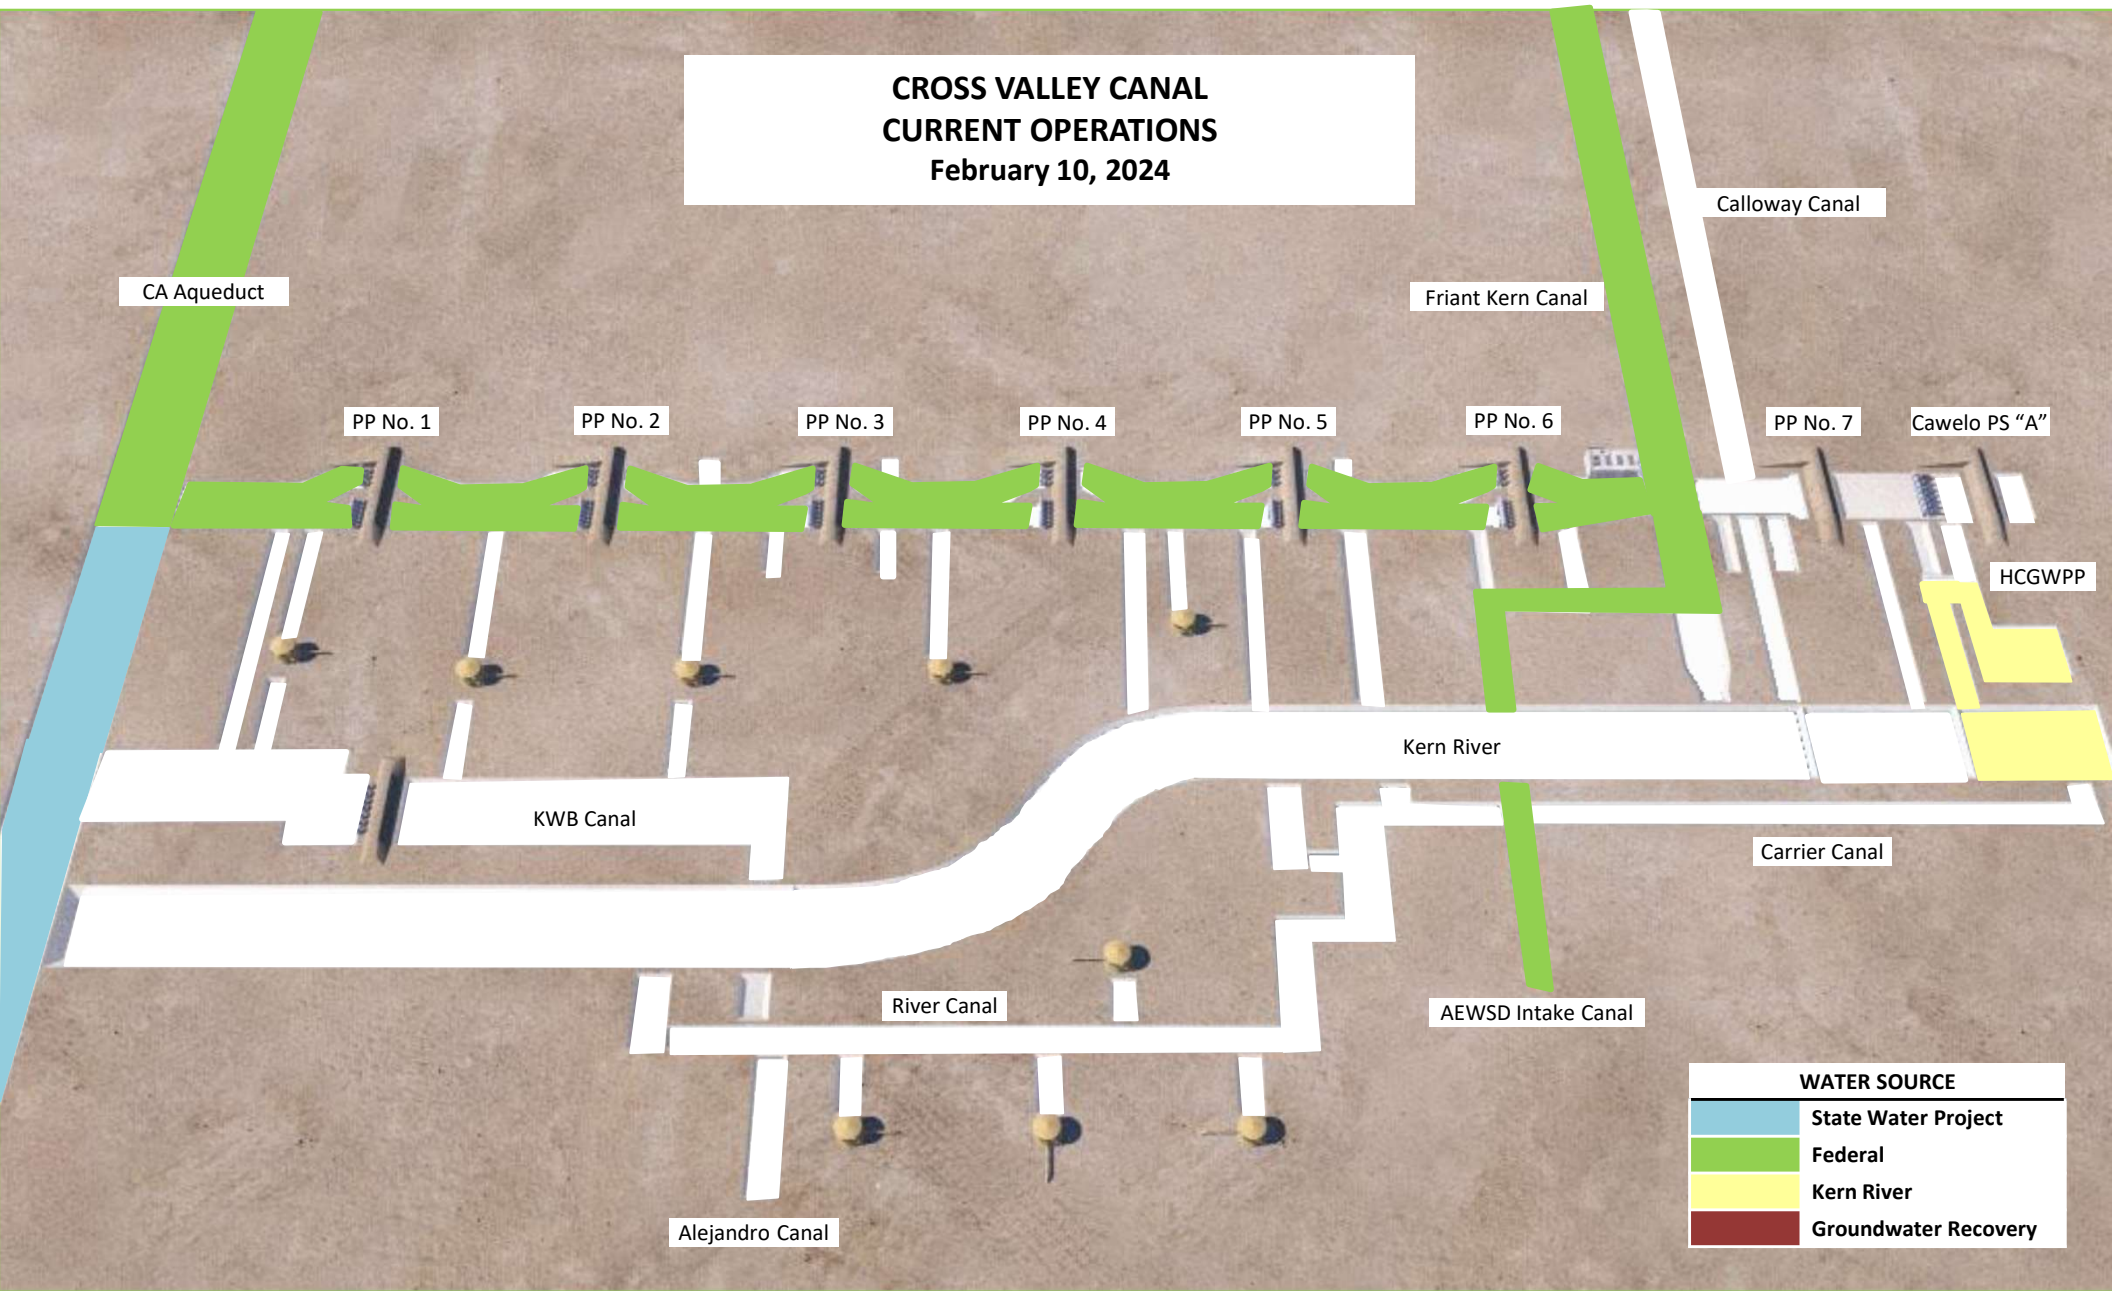 CROSS VALLEY CANAL
CURRENT OPERATIONS
February 10, 2024
Calloway Canal
CA Aqueduct
Friant Kern Canal
PP No. 1
PP No. 2
PP No. 3
PP No. 4
PP No. 5
PP No. 6
PP No. 7
Cawelo PS “A”
HCGWPP
Kern River
KWB Canal
Carrier Canal
River Canal
AEWSD Intake Canal
Alejandro Canal
WATER SOURCE
State Water Project
Federal
Kern River
Groundwater Recovery